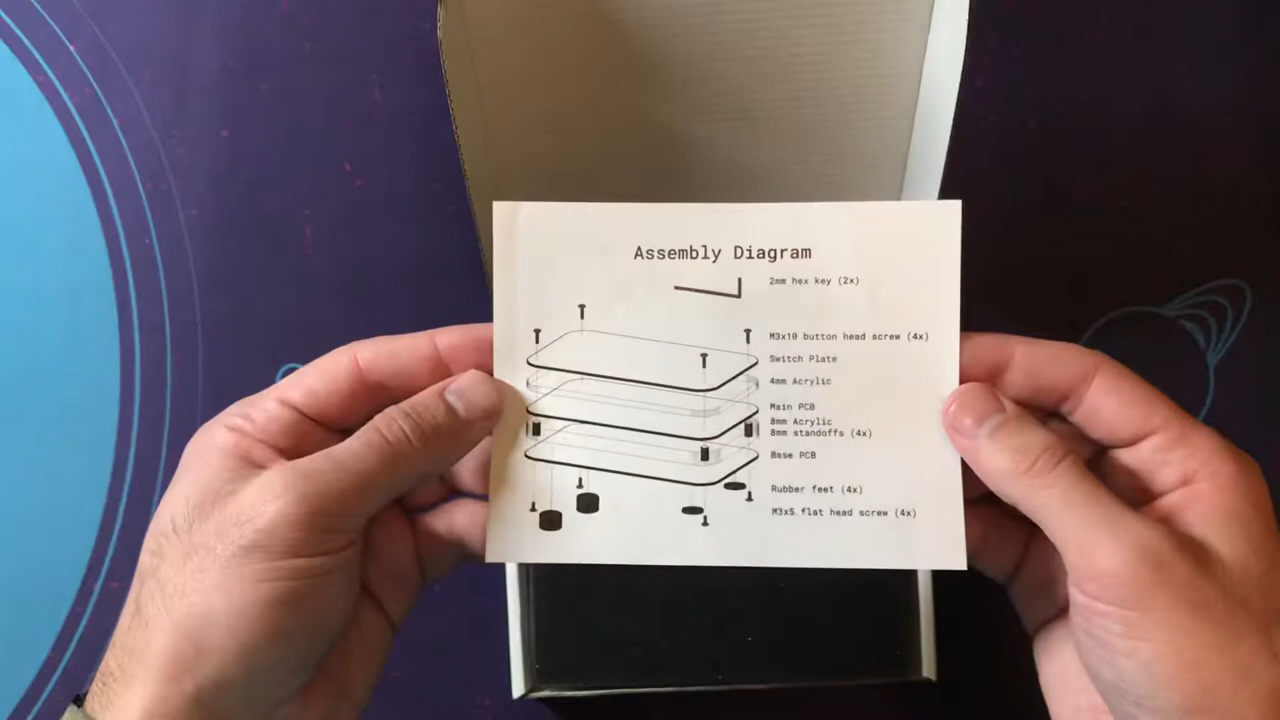 Assembly Diagram
2mm hex key (2x)
M3x10 button head screw (4x)
Switch Plate
4mm Acrylic
Main PCB
8mm Acrylic
8mm standoffs (4x)
Base PCB
Rubber feet (4x)
M3x5 flat head screw (4x)